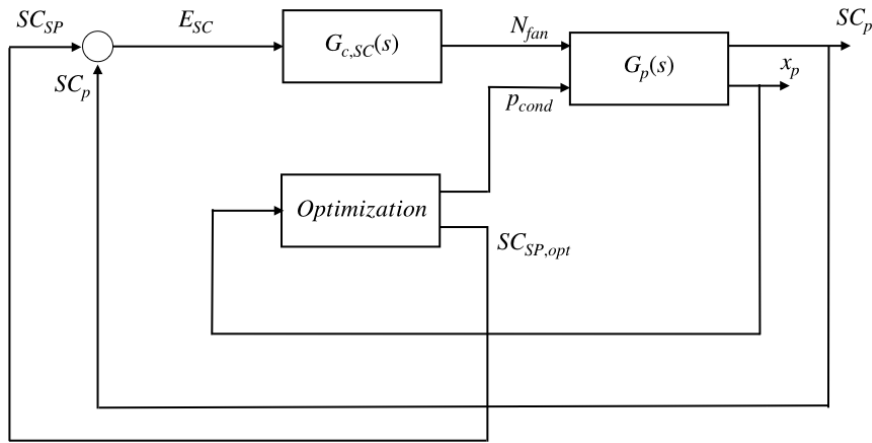 SC_SP
E_SC
G_c,SC(s)
N_fan
G_p(s)
SC_p
x_p
SC_p
p_cond
Optimization
SC_SP,opt